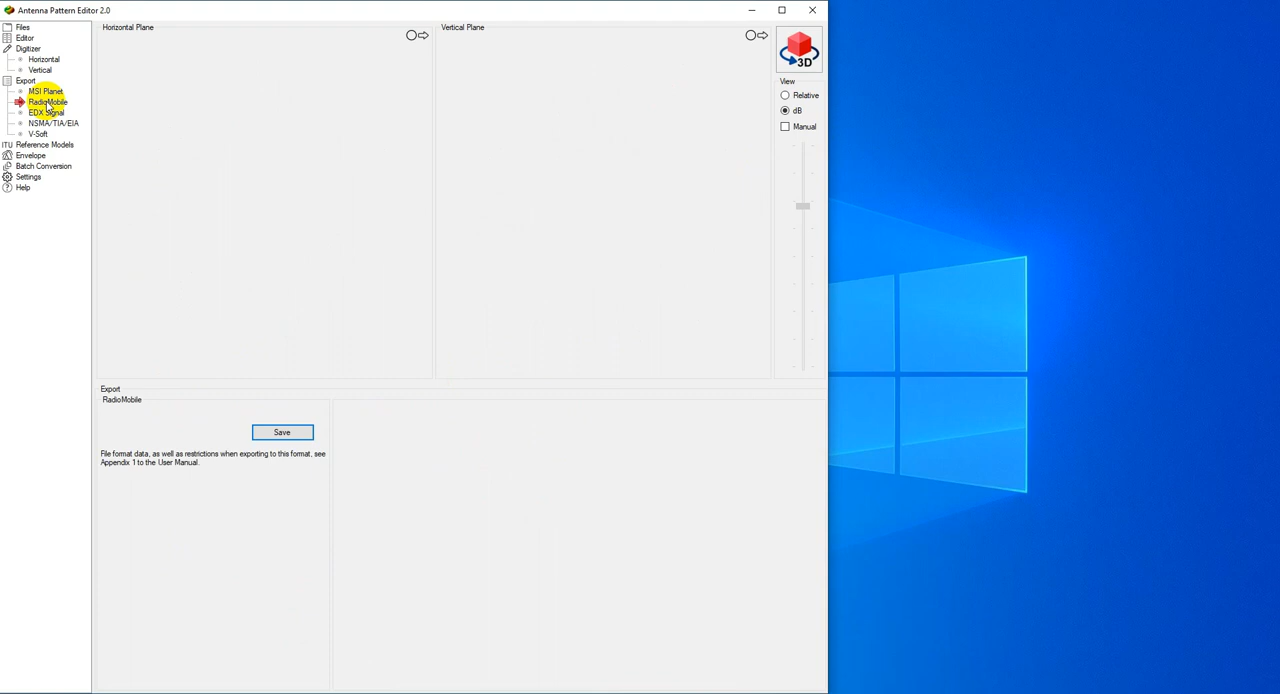 Antenna Pattern Editor 2.0
Files
Editor
Digitizer
Horizontal
Vertical
Export
MSI Planet
RadioMobile
EDX Signal
NSMA/TIA/EIA
V-Soft
ITU Reference Models
Envelope
Batch Conversion
Settings
Help
Horizontal Plane
Vertical Plane
3D
View
Relative
dB
Manual
Export
RadioMobile
Save
File format data, as well as restrictions when exporting to this format, see
Appendix 1 to the User Manual.